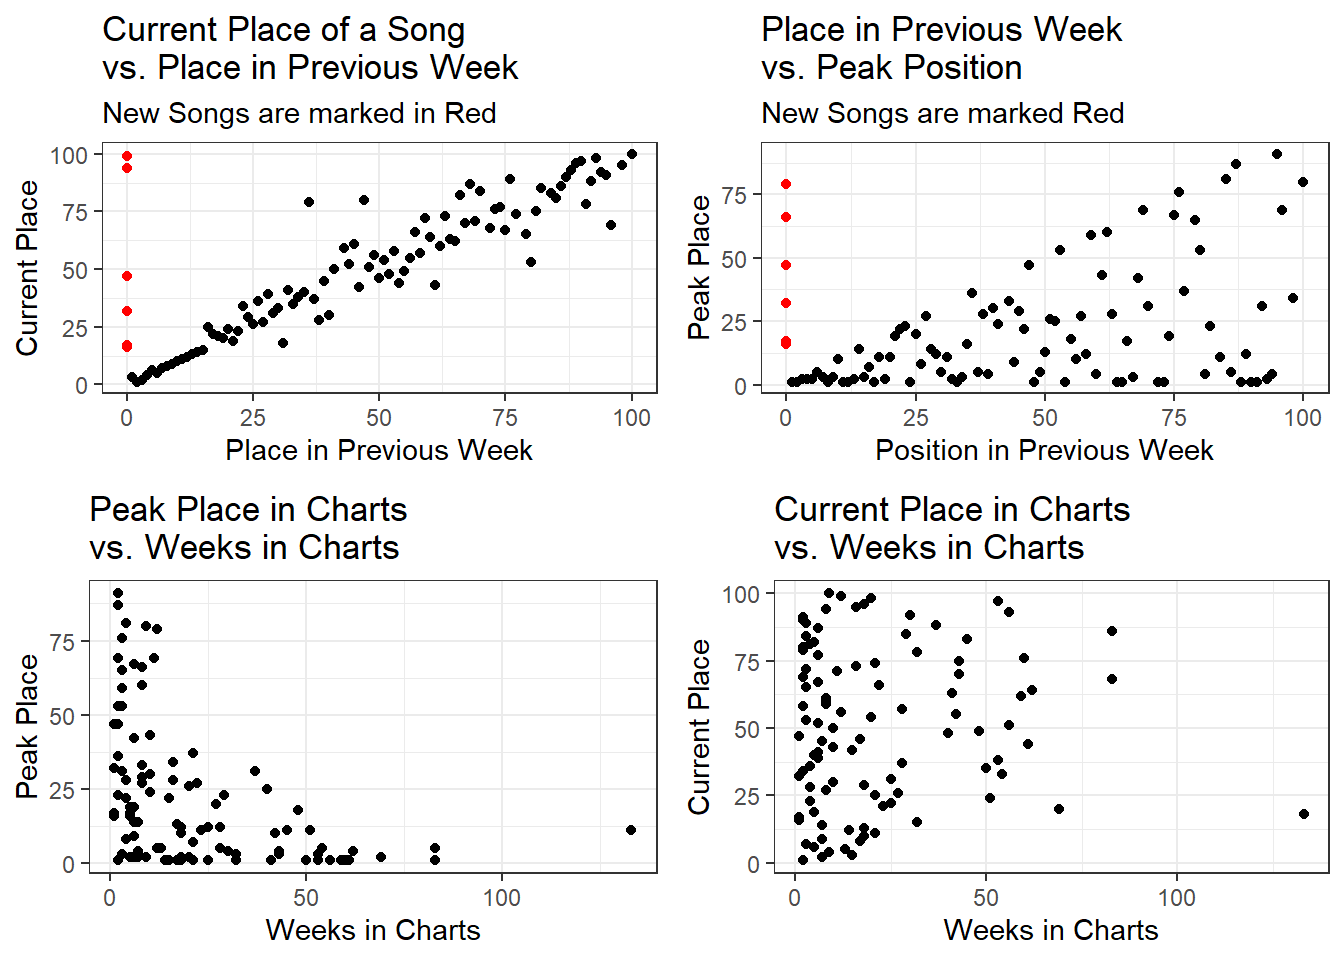 Current Place of a Song
vs. Place in Previous Week
New Songs are marked in Red
Current Place
100
75
50
25
0
0 25 50 75 100
Place in Previous Week
Place in Previous Week
vs. Peak Position
New Songs are marked Red
Peak Place
75
50
25
0
0 25 50 75 100
Position in Previous Week
Peak Place in Charts
vs. Weeks in Charts
Peak Place
75
50
25
0
0 50 100
Weeks in Charts
Current Place in Charts
vs. Weeks in Charts
Current Place
100
75
50
25
0
0 50 100
Weeks in Charts